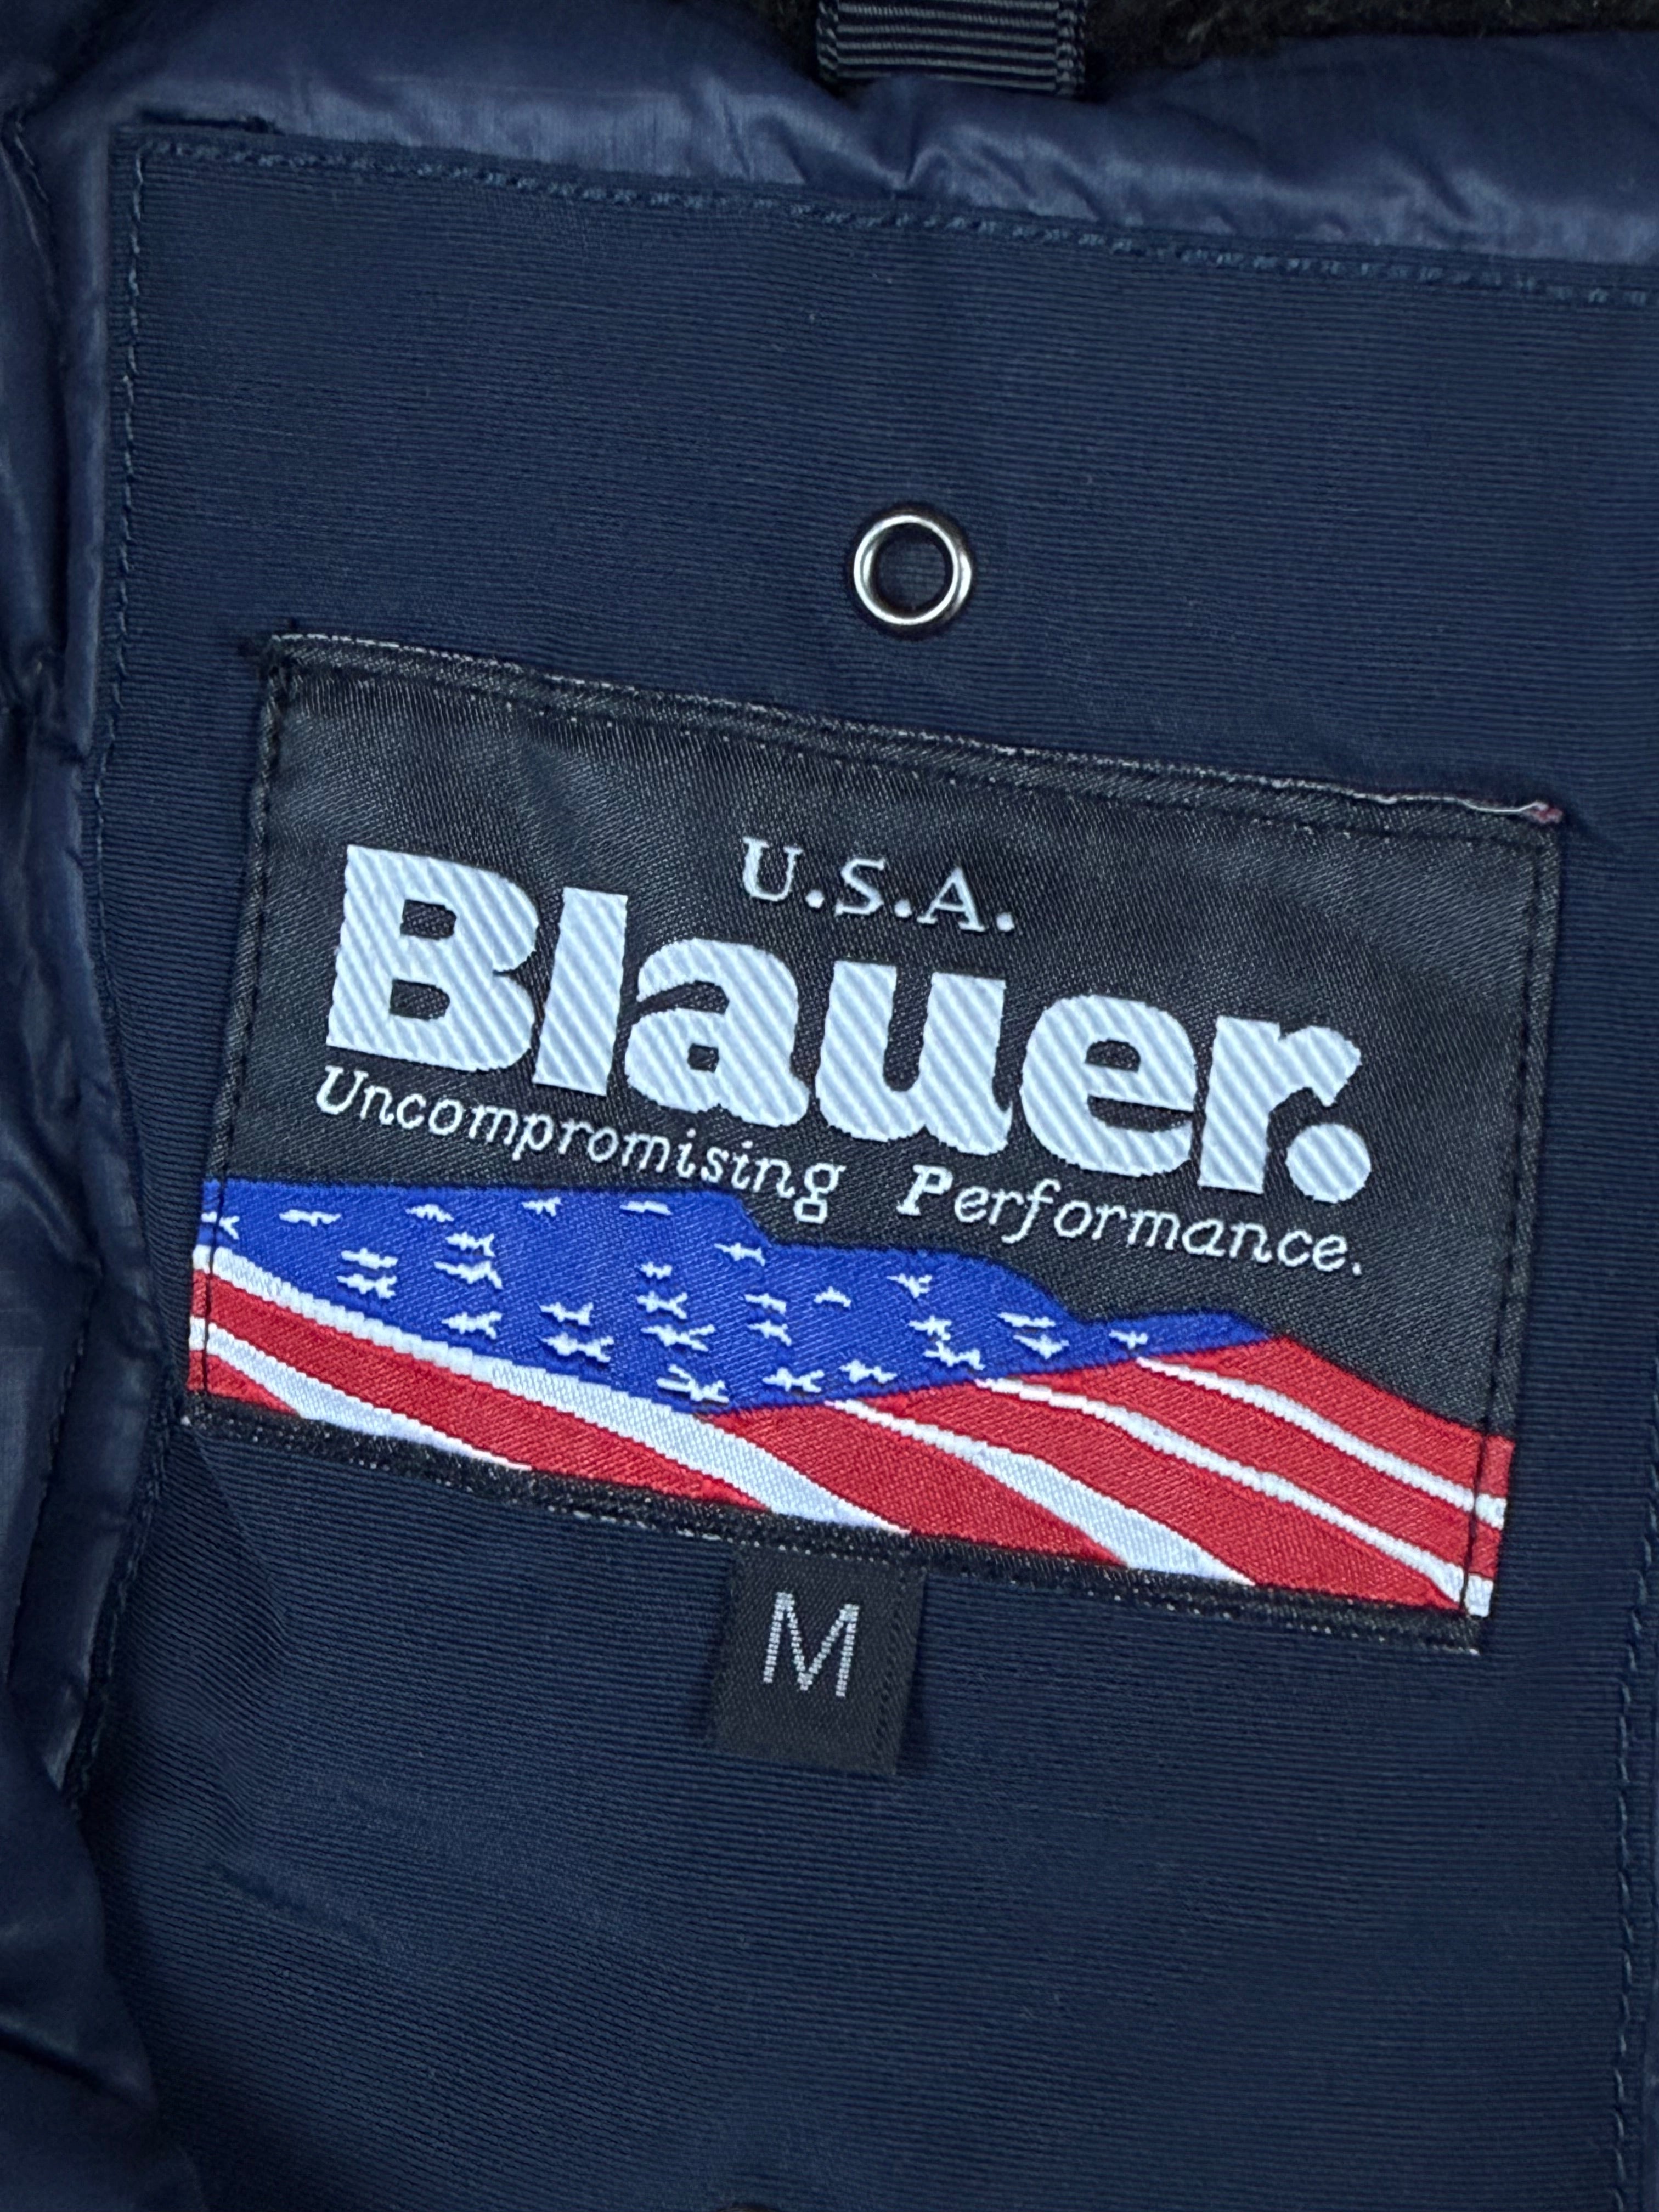 U.S.A.
Blauer.
Uncompromising Performance.
M